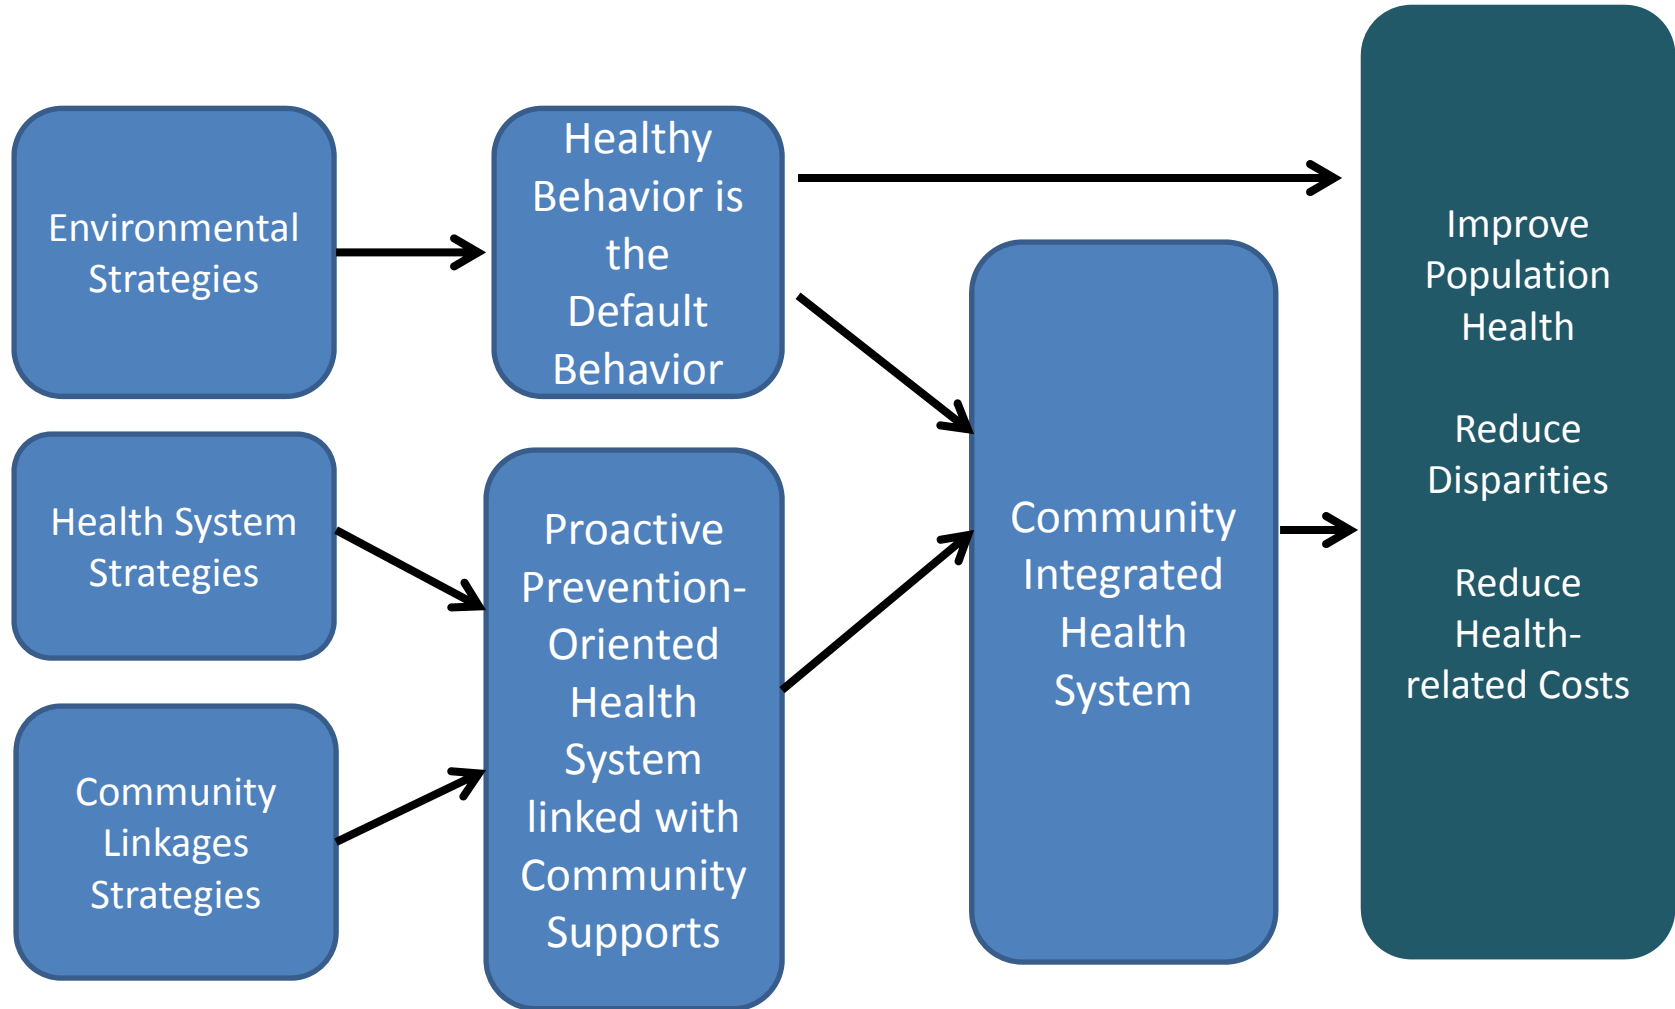 Environmental
Strategies
Healthy
Behavior is
the
Default
Behavior
Health System
Strategies
Community
Linkages
Strategies
Proactive
Prevention-
Oriented
Health
System
linked with
Community
Supports
Community
Integrated
Health
System
Improve
Population
Health
Reduce
Disparities
Reduce
Health-
related Costs